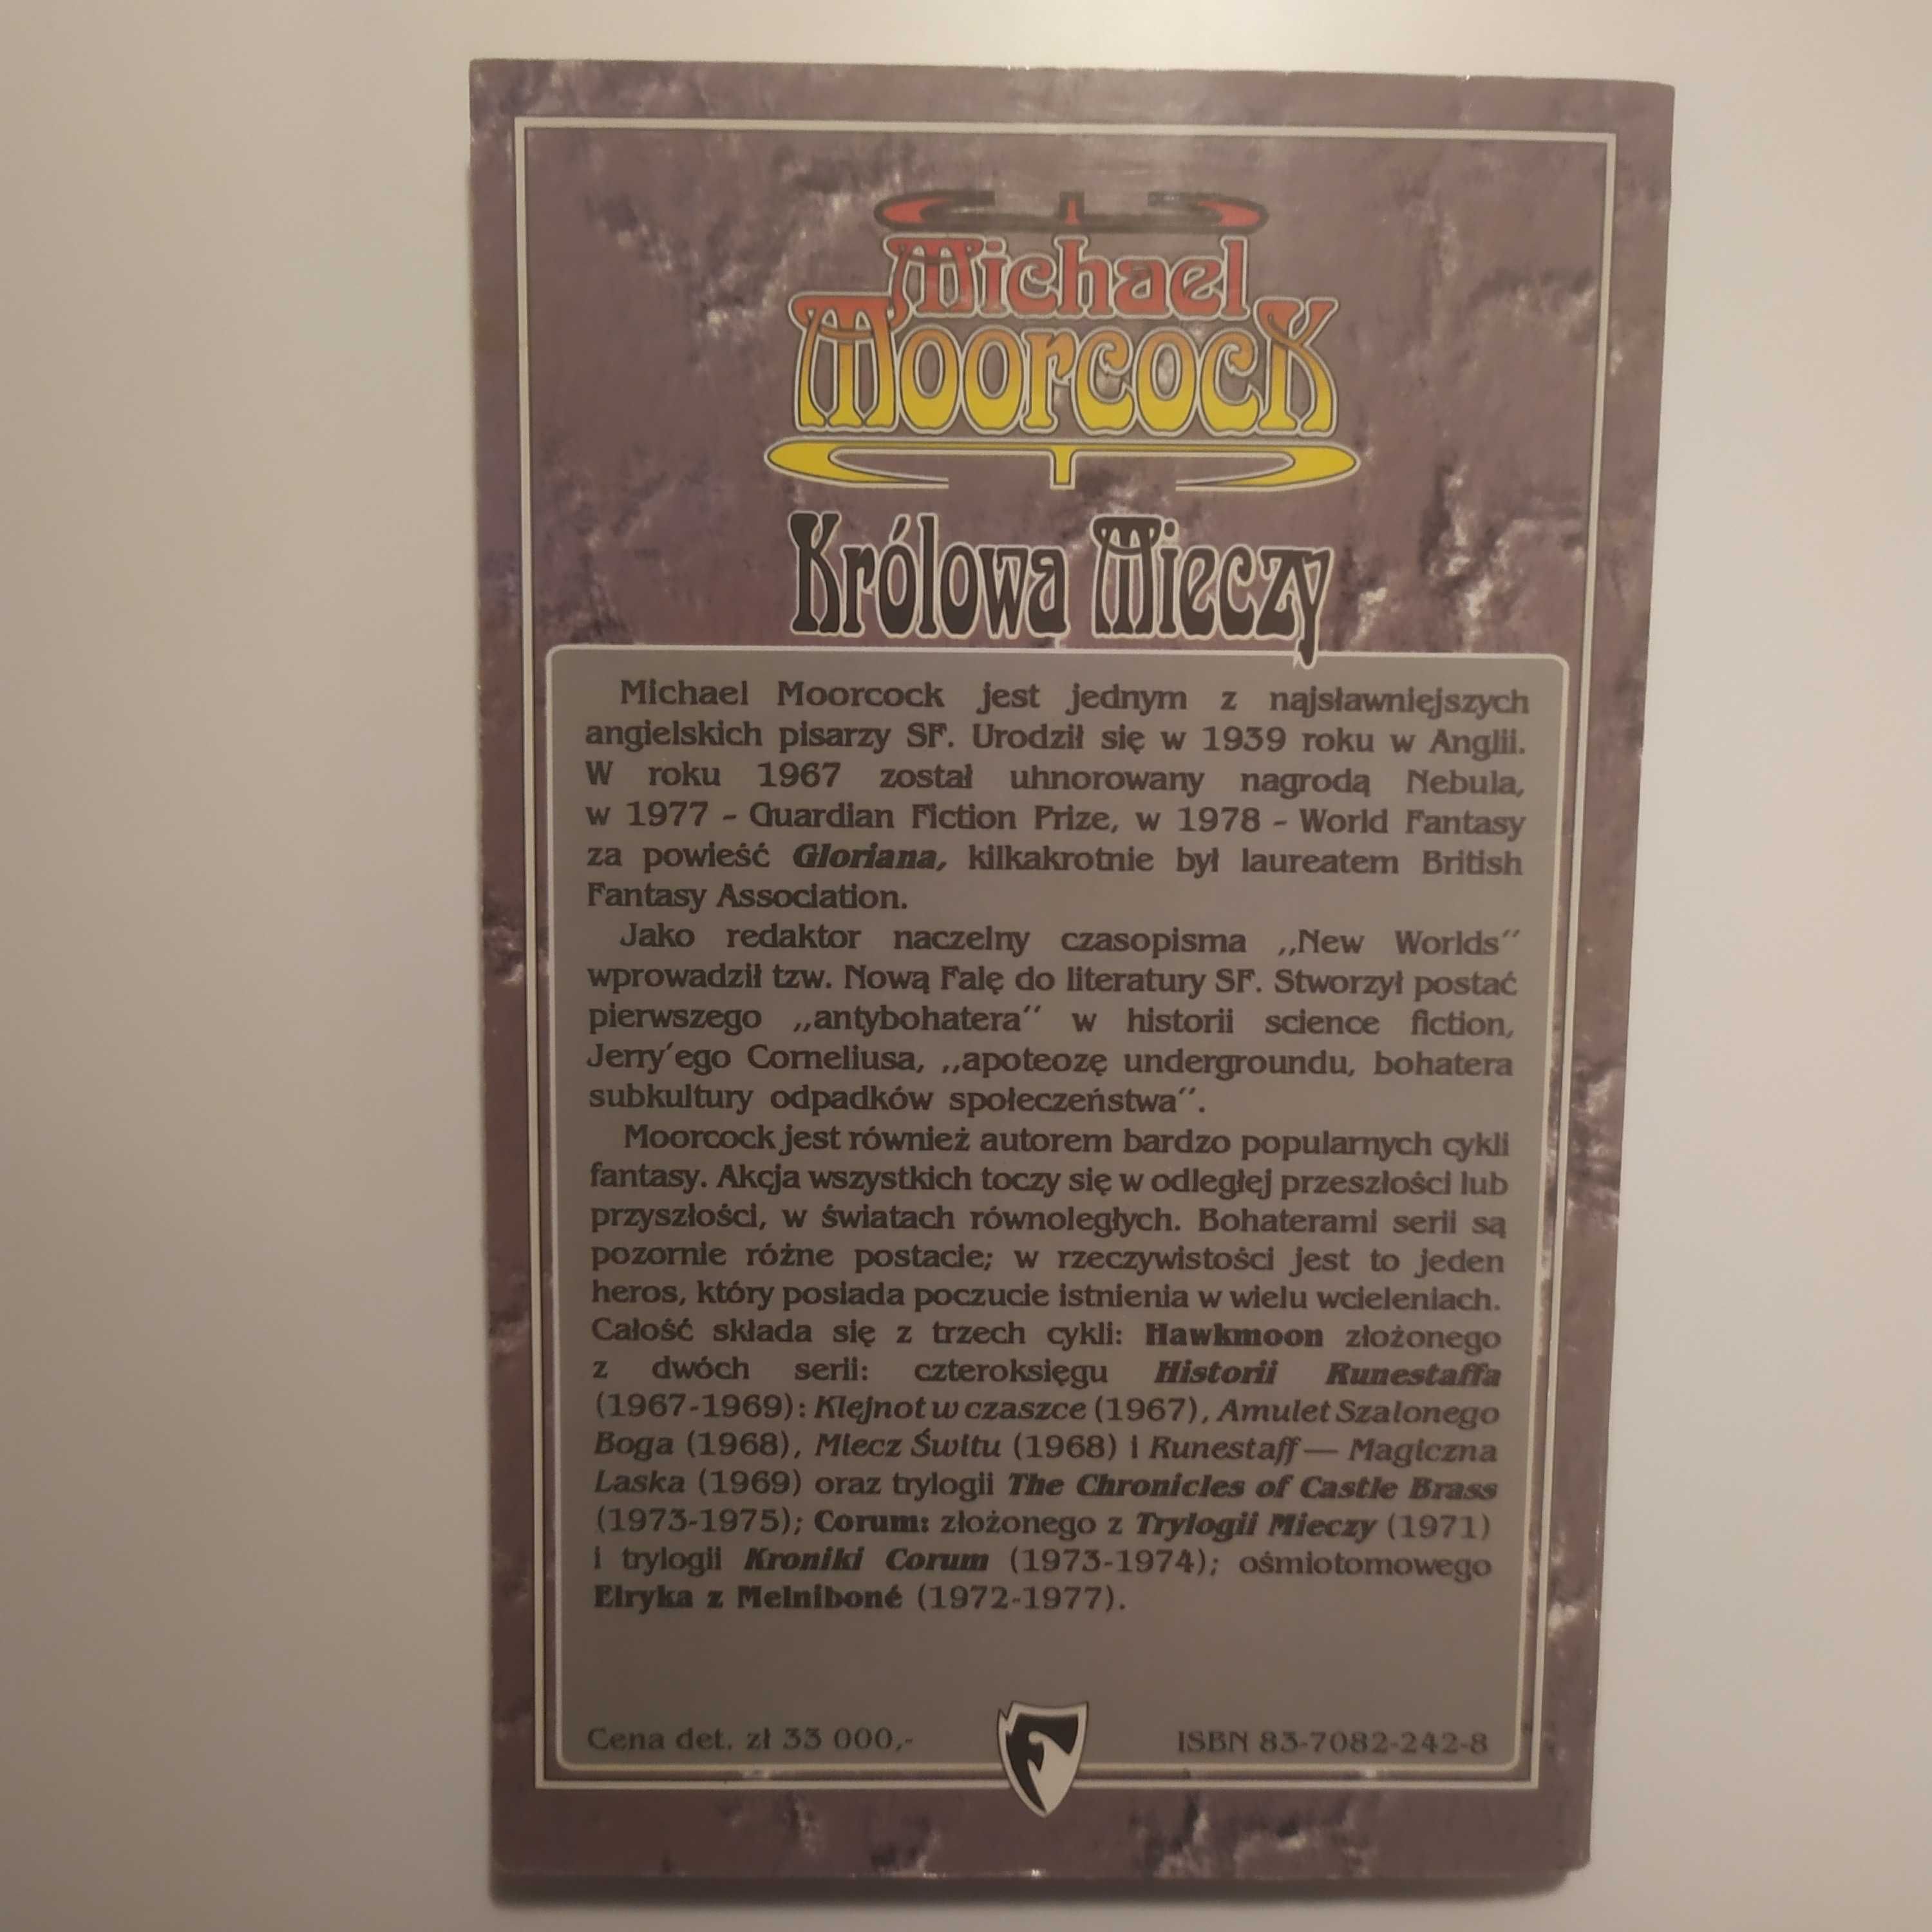 Michael
Moorcock
Królowa Mieczy
Michael Moorcock jest jednym z najsławniejszych
angielskich pisarzy SF. Urodził się w 1939 roku w Anglii.
W roku 1967 został uhnorowany nagrodą Nebula,
w 1977 - Guardian Fiction Prize, w 1978 - World Fantasy
za powieść Gloriana, kilkakrotnie był laureatem British
Fantasy Association.
Jako redaktor naczelny czasopisma ,,New Worlds''
wprowadził tzw. Nową Falę do literatury SF. Stworzył postać
pierwszego ,,antybohatera'' w historii science fiction,
Jerry'ego Corneliusa, ,,apoteozę undergroundu, bohatera
subkultury odpadków społeczeństwa''.
Moorcock jest również autorem bardzo popularnych cykli
fantasy. Akcja wszystkich toczy się w odległej przeszłości lub
przyszłości, w światach równoległych. Bohaterami serii są
pozornie różne postacie; w rzeczywistości jest to jeden
heros, który posiada poczucie istnienia w wielu wcieleniach.
Całość składa się z trzech cykli: Hawkmoon złożonego
z dwóch serii: czteroksięgu Historii Runestaffa
(1967-1969): Klejnot w czaszce (1967), Amulet Szalonego
Boga (1968), Miecz Świtu (1968) i Runestaff — Magiczna
Laska (1969) oraz trylogii The Chronicles of Castle Brass
(1973-1975); Corum: złożonego z Trylogii Mieczy (1971)
i trylogii Kroniki Corum (1973-1974); ośmiotomowego
Elryka z Melniboné (1972-1977).
Cena det. zł 33 000,-
ISBN 83-7082-242-8